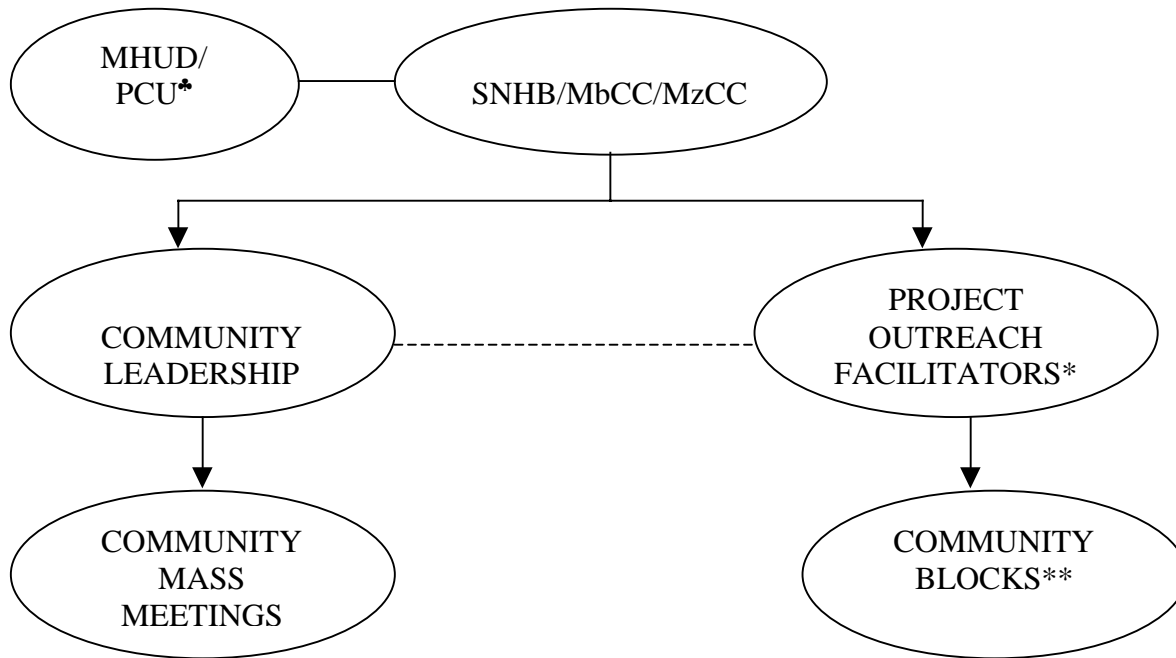 MHUD/
PCU♣
SNHB/MbCC/MzCC
COMMUNITY
LEADERSHIP
PROJECT
OUTREACH
FACILITATORS*
COMMUNITY
MASS
MEETINGS
COMMUNITY
BLOCKS**